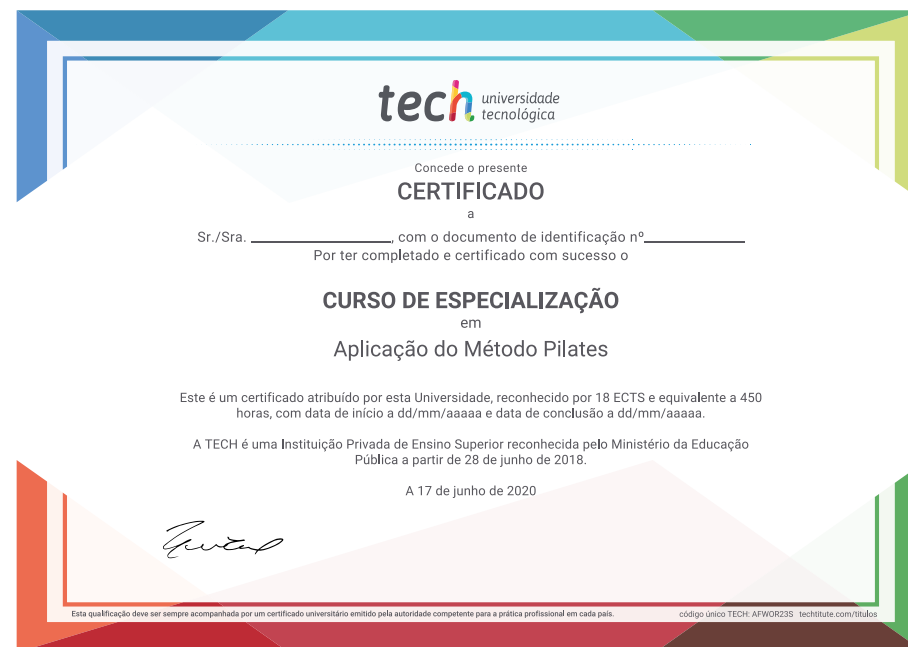 tech universidade
tecnológica
Concede o presente
CERTIFICADO
a
Sr./Sra. ____________________, com o documento de identificação nº______________
Por ter completado e certificado com sucesso o
CURSO DE ESPECIALIZAÇÃO
em
Aplicação do Método Pilates
Este é um certificado atribuído por esta Universidade, reconhecido por 18 ECTS e equivalente a 450
horas, com data de início a dd/mm/aaaaa e data de conclusão a dd/mm/aaaaa.
A TECH é uma Instituição Privada de Ensino Superior reconhecida pelo Ministério da Educação
Pública a partir de 28 de junho de 2018.
A 17 de junho de 2020
Esta qualificação deve ser sempre acompanhada por um certificado universitário emitido pela autoridade competente para a prática profissional em cada país.
código único TECH: AFWOR23S techtitute.com/titulos